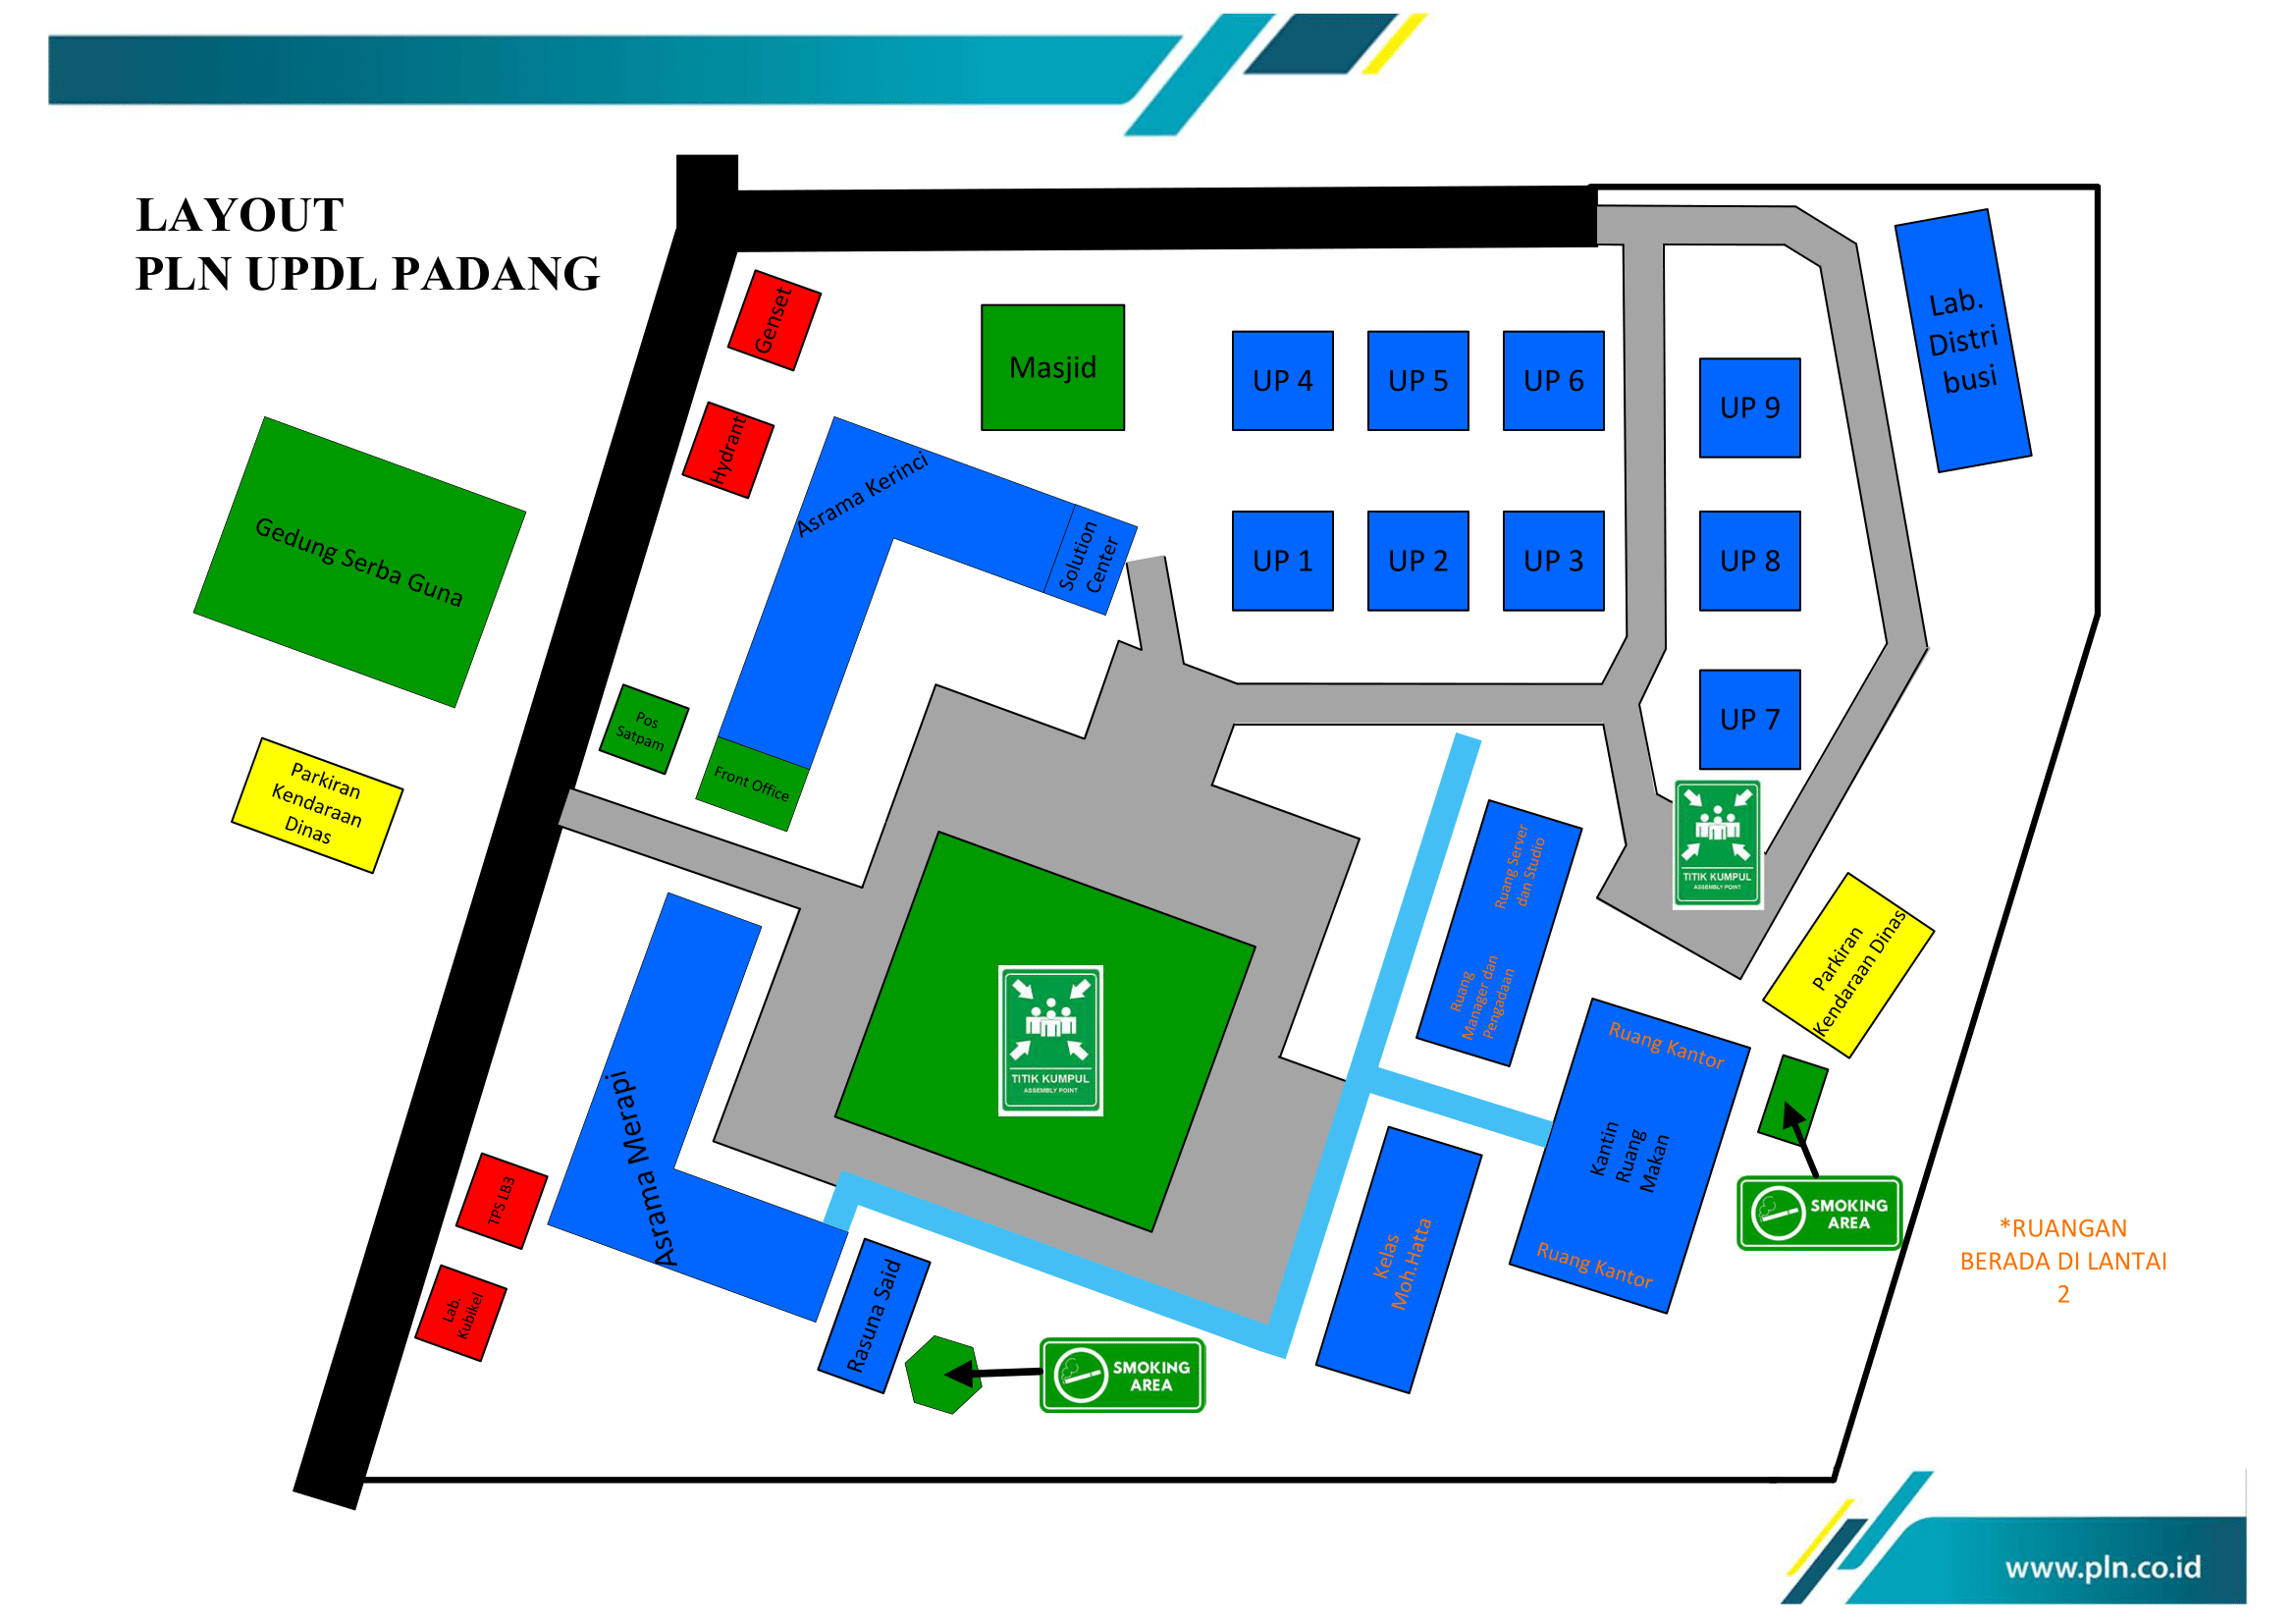 LAYOUT
PLN UPDL PADANG
Genset
Hydrant
Masjid
UP 4
UP 5
UP 6
UP 9
Lab.
Distri
busi
Asrama Kerinci
Solution
Center
UP 1
UP 2
UP 3
UP 8
Gedung Serba Guna
Pos
Satpam
Front Office
UP 7
Parkiran
Kendaraan
Dinas
TITIK KUMPUL
ASSEMBLY POINT
Ruang Server
dan Studio
Ruang
Manager dan
Pengadaan
Parkiran
Kendaraan Dinas
TITIK KUMPUL
ASSEMBLY POINT
Ruang Kantor
Kantin
Ruang
Makan
Ruang Kantor
Asrama Merapi
TPS LB3
Lab.
Kubikel
Rasuna Said
Kelas
Moh.Hatta
SMOKING
AREA
*RUANGAN
BERADA DI LANTAI
2
SMOKING
AREA
www.pln.co.id